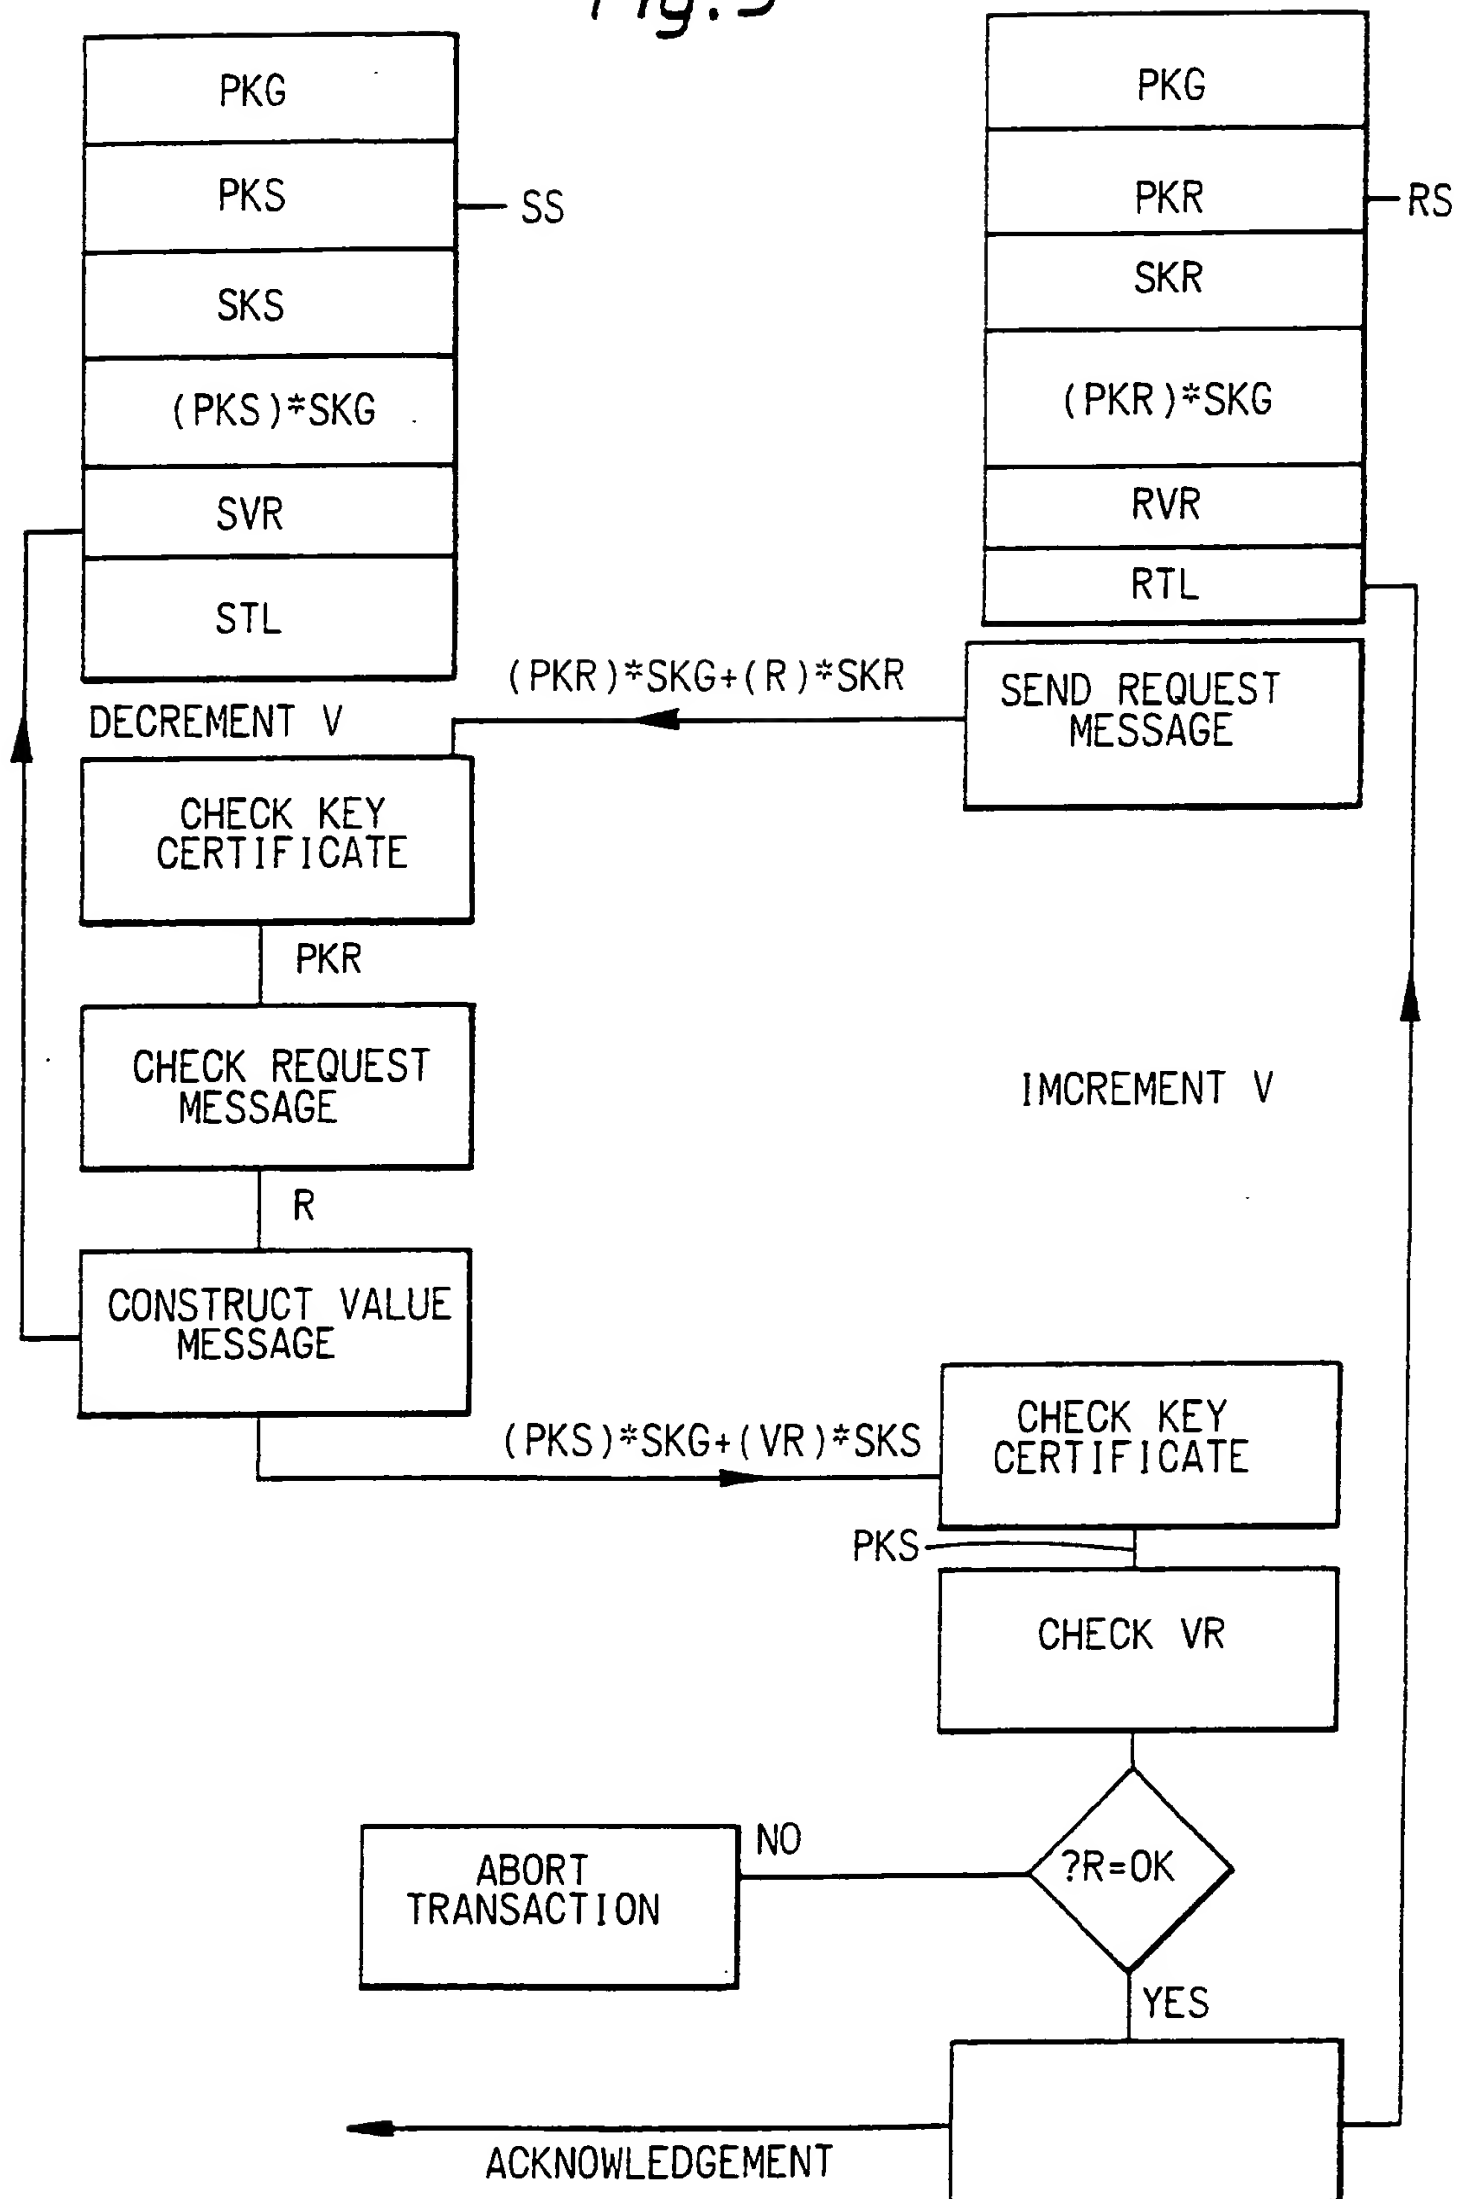 Fig. 5
PKG
PKS
SS
SKS
(PKS)*SKG
SVR
STL
PKG
PKR
RS
SKR
(PKR)*SKG
RVR
RTL
(PKR)*SKG+(R)*SKR
SEND REQUEST
MESSAGE
DECREMENT V
CHECK KEY
CERTIFICATE
PKR
CHECK REQUEST
MESSAGE
IMCREMENT V
R
CONSTRUCT VALUE
MESSAGE
(PKS)*SKG+(VR)*SKS
CHECK KEY
CERTIFICATE
PKS
CHECK VR
?R=OK
NO
ABORT
TRANSACTION
YES
ACKNOWLEDGEMENT